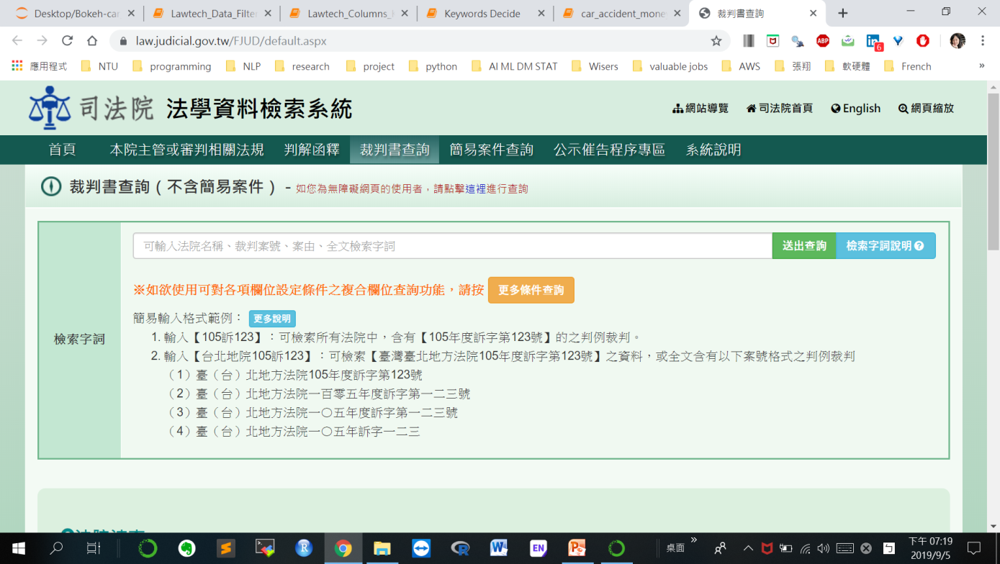 Desktop/Bokeh-car
Lawtech_Data_Filter
Lawtech_Columns_
Keywords Decide
car_accident_mone
裁判書查詢
law.judicial.gov.tw/FJUD/default.aspx
ABP
in
6
應用程式
NTU
programming
NLP
research
project
python
AI ML DM STAT
Wisers
valuable jobs
AWS
張翔
軟硬體
French
»
司法院 法學資料檢索系統
網站導覽
司法院首頁
English
網頁縮放
首頁
本院主管或審判相關法規
判解函釋
裁判書查詢
簡易案件查詢
公示催告程序專區
系統說明
裁判書查詢(不含簡易案件) - 如您為無障礙網頁的使用者,請點擊這裡進行查詢
可輸入法院名稱、裁判案號、案由、全文檢索字詞
送出查詢
檢索字詞說明
※如欲使用可對各項欄位設定條件之複合欄位查詢功能,請按 更多條件查詢
簡易輸入格式範例: 更多說明
檢索字詞
1. 輸入【105訴123】:可檢索所有法院中,含有【105年度訴字第123號】的之判例裁判。
2. 輸入【台北地院105訴123】:可檢索【臺灣臺北地方法院105年度訴字第123號】之資料,或全文含有以下案號格式之判例裁判
(1)臺(台)北地方法院105年度訴字第123號
(2)臺(台)北地方法院一百零五年度訴字第一二三號
(3)臺(台)北地方法院一〇五年度訴字第一二三號
(4)臺(台)北地方法院一〇五年訴字一二三
R
W
EN
P
桌面
»
下午 07:19
2019/9/5